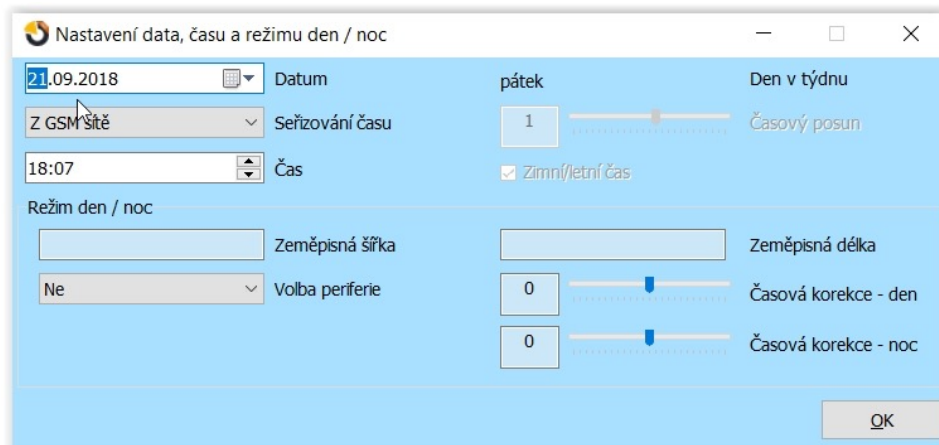 Nastavení data, času a režimu den / noc
21.09.2018 Datum pátek Den v týdnu
Z GSM sítě Seřizování času 1 Časový posun
18:07 Čas Zimní/letní čas
Režim den / noc
Zeměpisná šířka Zeměpisná délka
Ne Volba periferie 0 Časová korekce - den
0 Časová korekce - noc
OK